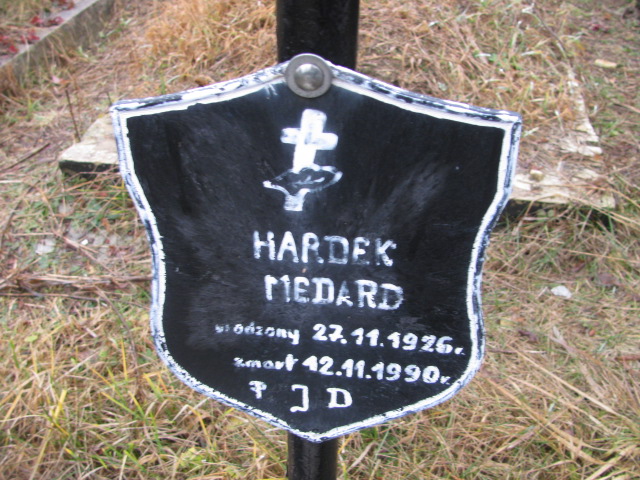 HARDEK
MEDARD
urodzony 27.11.1926r.
zmarł 12.11.1990r.
P J D